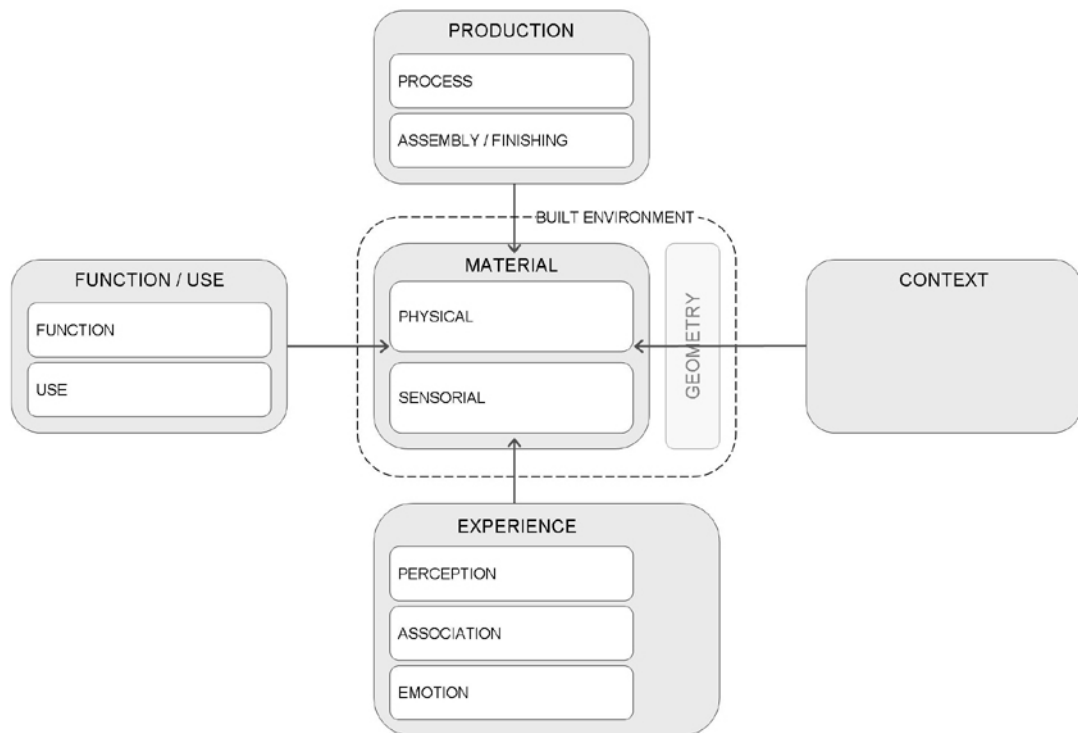 PRODUCTION
PROCESS
ASSEMBLY / FINISHING
BUILT ENVIRONMENT
FUNCTION / USE
FUNCTION
USE
MATERIAL
PHYSICAL
SENSORIAL
GEOMETRY
CONTEXT
EXPERIENCE
PERCEPTION
ASSOCIATION
EMOTION